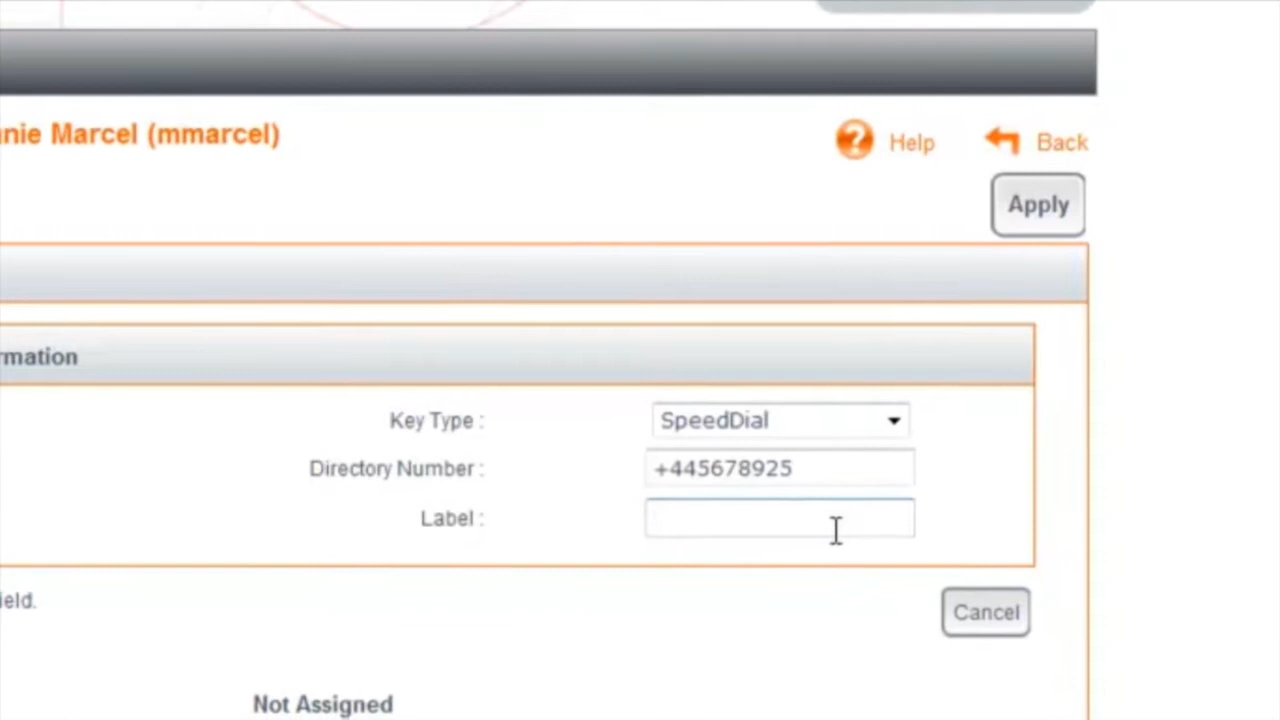 nie Marcel (mmarcel)
Help
Back
Apply
rmation
Key Type :
SpeedDial
Directory Number :
+445678925
Label :
ield.
Cancel
Not Assigned